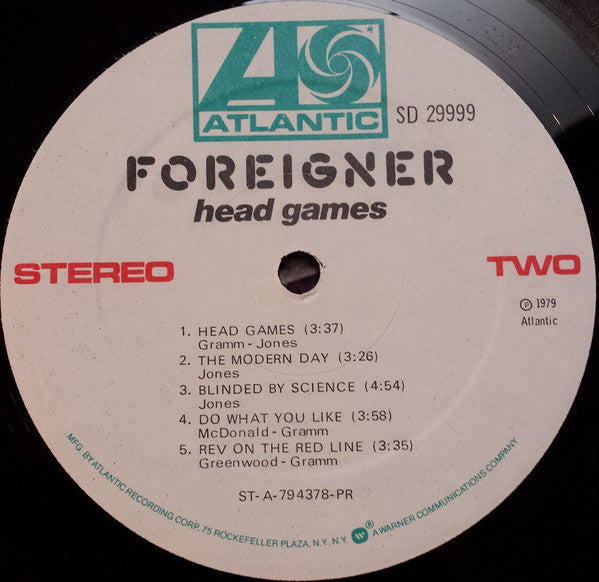 ATLANTIC
SD 29999
FOREIGNER
head games
STEREO
TWO
℗ 1979
Atlantic
1. HEAD GAMES (3:37)
Gramm - Jones
2. THE MODERN DAY (3:26)
Jones
3. BLINDED BY SCIENCE (4:54)
Jones
4. DO WHAT YOU LIKE (3:58)
McDonald - Gramm
5. REV ON THE RED LINE (3:35)
Greenwood - Gramm
ST-A-794378-PR
MFG. BY ATLANTIC RECORDING CORP. 75 ROCKEFELLER PLAZA, N.Y. N.Y. ® A WARNER COMMUNICATIONS COMPANY